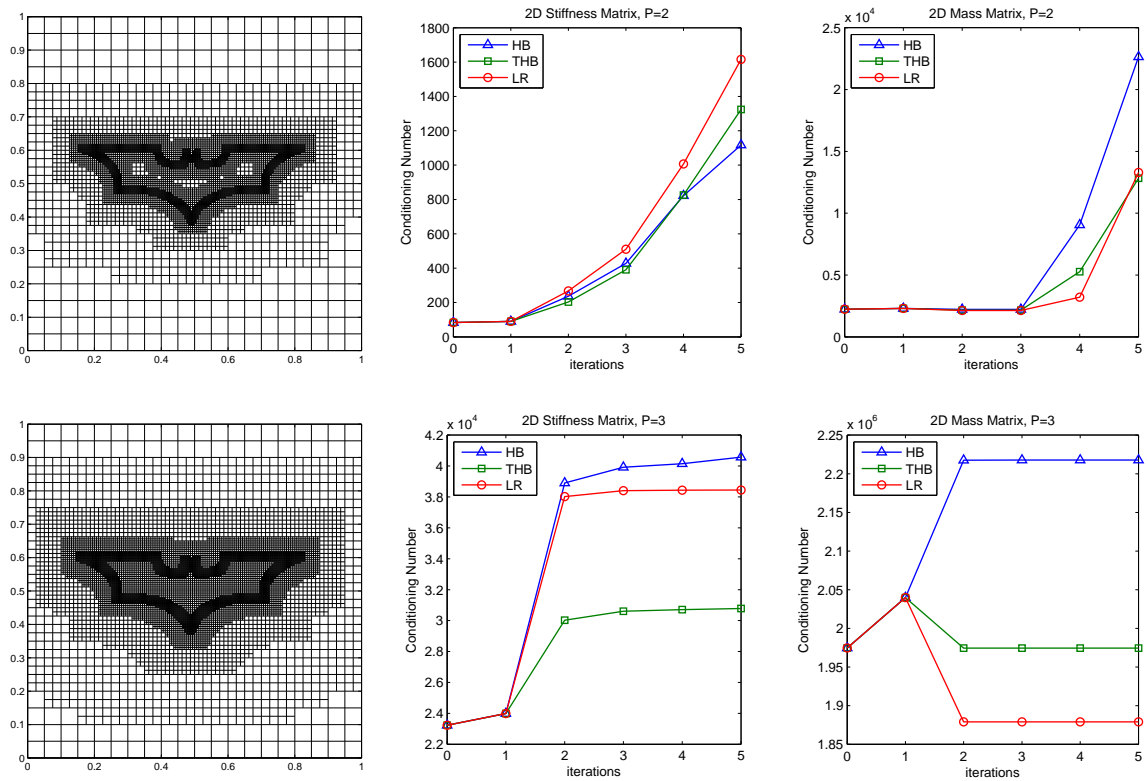 1
0.9
0.8
0.7
0.6
0.5
0.4
0.3
0.2
0.1
0
0 0.2 0.4 0.6 0.8 1
2D Stiffness Matrix, P=2
1800
1600
1400
1200
1000
800
600
400
200
0
Conditioning Number
HB
THB
LR
0 1 2 3 4 5
iterations
2D Mass Matrix, P=2
x 10⁴
2.5
2
1.5
1
0.5
0
Conditioning Number
HB
THB
LR
0 1 2 3 4 5
iterations
1
0.9
0.8
0.7
0.6
0.5
0.4
0.3
0.2
0.1
0
0 0.2 0.4 0.6 0.8 1
2D Stiffness Matrix, P=3
x 10⁴
4.2
4
3.8
3.6
3.4
3.2
3
2.8
2.6
2.4
2.2
Conditioning Number
HB
THB
LR
0 1 2 3 4 5
iterations
2D Mass Matrix, P=3
x 10⁶
2.25
2.2
2.15
2.1
2.05
2
1.95
1.9
1.85
Conditioning Number
HB
THB
LR
0 1 2 3 4 5
iterations